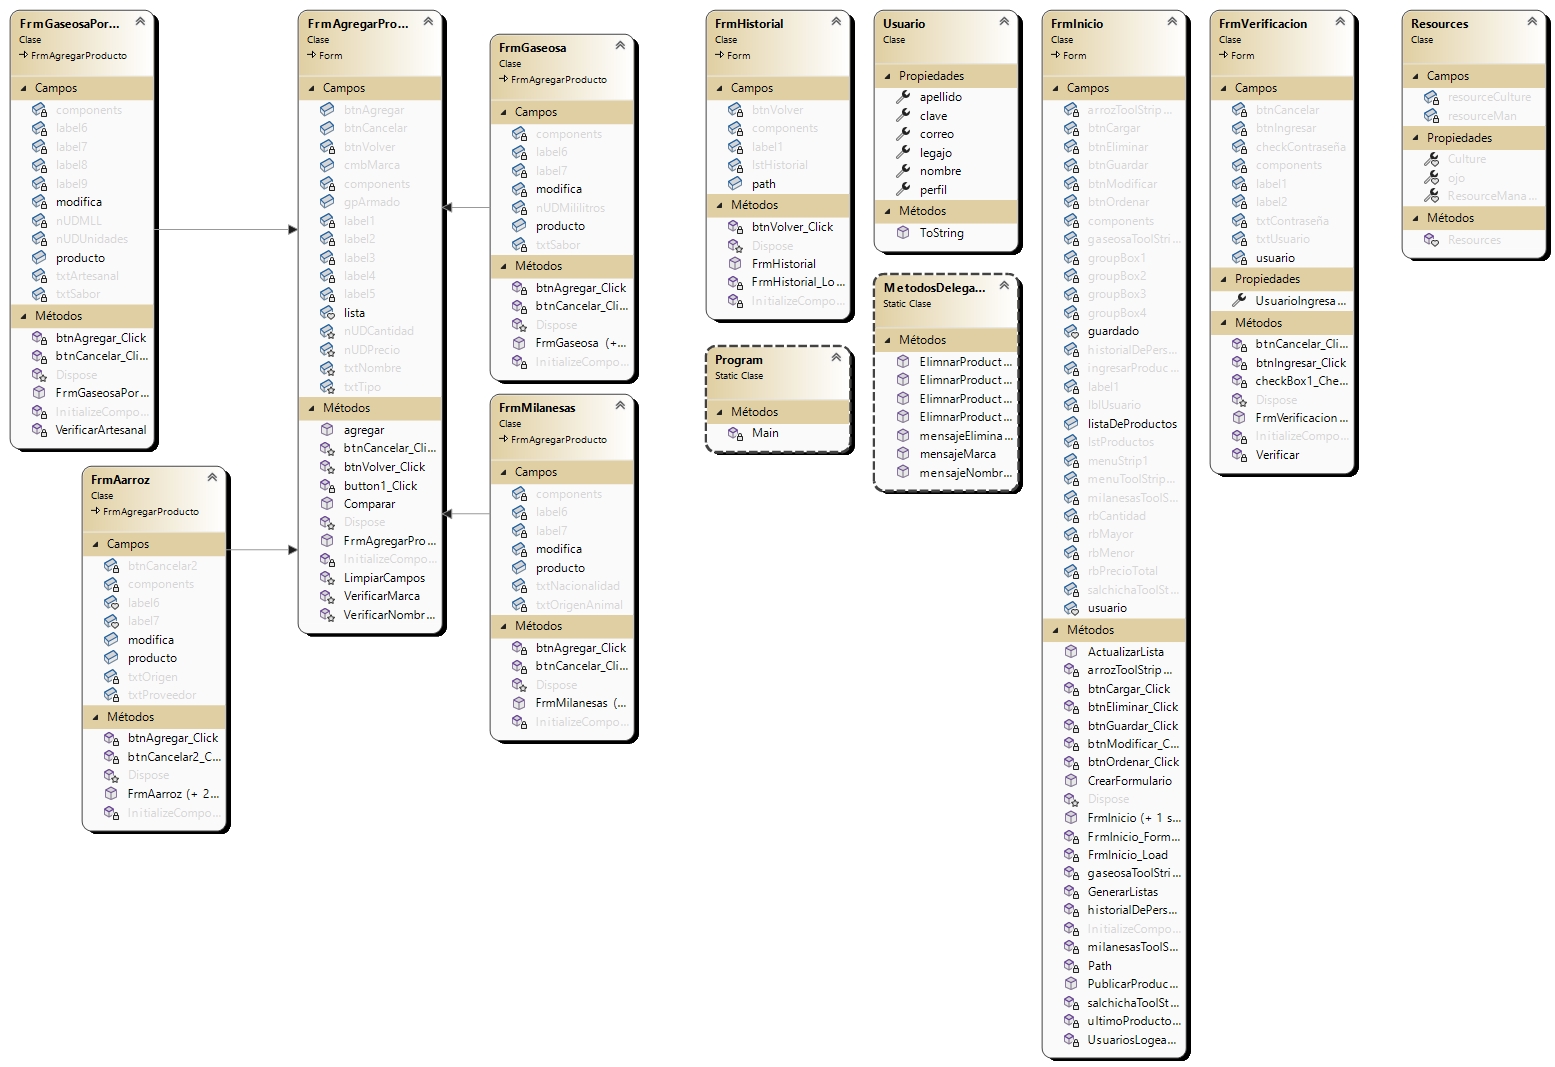 FrmGaseosaPor...
Clase
FrmAgregarProducto
Campos
components
label6
label7
label8
label9
modifica
nUDMLL
nUDUnidades
producto
txtArtesanal
txtSabor
Métodos
btnAgregar_Click
btnCancelar_Cli...
Dispose
FrmGaseosaPor...
InitializeCompo...
VerificarArtesanal
FrmAarroz
Clase
FrmAgregarProducto
Campos
btnCancelar2
components
label6
label7
modifica
producto
txtOrigen
txtProveedor
Métodos
btnAgregar_Click
btnCancelar2_C...
Dispose
FrmAarroz (+ 2...
InitializeCompo...
FrmAgregarPro...
Clase
Form
Campos
btnAgregar
btnCancelar
btnVolver
cmbMarca
components
gpArmado
label1
label2
label3
label4
label5
lista
nUDCantidad
nUDPrecio
txtNombre
txtTipo
Métodos
agregar
btnCancelar_Cli...
btnVolver_Click
button1_Click
Comparar
Dispose
FrmAgregarPro...
InitializeCompo...
LimpiarCampos
VerificarMarca
VerificarNombr...
FrmGaseosa
Clase
FrmAgregarProducto
Campos
components
label6
label7
modifica
nUDMililitros
producto
txtSabor
Métodos
btnAgregar_Click
btnCancelar_Cli...
Dispose
FrmGaseosa (+...
InitializeCompo...
FrmMilanesas
Clase
FrmAgregarProducto
Campos
components
label6
label7
modifica
producto
txtNacionalidad
txtOrigenAnimal
Métodos
btnAgregar_Click
btnCancelar_Cli...
Dispose
FrmMilanesas (...
InitializeCompo...
FrmHistorial
Clase
Form
Campos
btnVolver
components
label1
lstHistorial
path
Métodos
btnVolver_Click
Dispose
FrmHistorial
FrmHistorial_Lo...
InitializeCompo...
Program
Static Clase
Métodos
Main
Usuario
Clase
Propiedades
apellido
clave
correo
legajo
nombre
perfil
Métodos
ToString
MetodosDelega...
Static Clase
Métodos
ElimnarProduct...
ElimnarProduct...
ElimnarProduct...
ElimnarProduct...
mensajeElimina...
mensajeMarca
mensajeNombr...
FrmInicio
Clase
Form
Campos
arrozToolStrip...
btnCargar
btnEliminar
btnGuardar
btnModificar
btnOrdenar
components
gaseosaToolStri...
groupBox1
groupBox2
groupBox3
groupBox4
guardado
historialDePers...
ingresarProduc...
label1
lblUsuario
listaDeProductos
lstProductos
menuStrip1
menuToolStrip...
milanesasToolS...
rbCantidad
rbMayor
rbMenor
rbPrecioTotal
salchichaToolSt...
usuario
Métodos
ActualizarLista
arrozToolStrip...
btnCargar_Click
btnEliminar_Click
btnGuardar_Click
btnModificar_C...
btnOrdenar_Click
CrearFormulario
Dispose
FrmInicio (+ 1 s...
FrmInicio_Form...
FrmInicio_Load
gaseosaToolStri...
GenerarListas
historialDePers...
InitializeCompo...
milanesasToolS...
Path
PublicarProduc...
salchichaToolSt...
ultimoProducto...
UsuariosLogea...
FrmVerificacion
Clase
Form
Campos
btnCancelar
btnIngresar
checkContraseña
components
label1
label2
txtContraseña
txtUsuario
usuario
Propiedades
UsuarioIngresa...
Métodos
btnCancelar_Cli...
btnIngresar_Click
checkBox1_Che...
Dispose
FrmVerificacion...
InitializeCompo...
Verificar
Resources
Clase
Campos
resourceCulture
resourceMan
Propiedades
Culture
ojo
ResourceMana...
Métodos
Resources